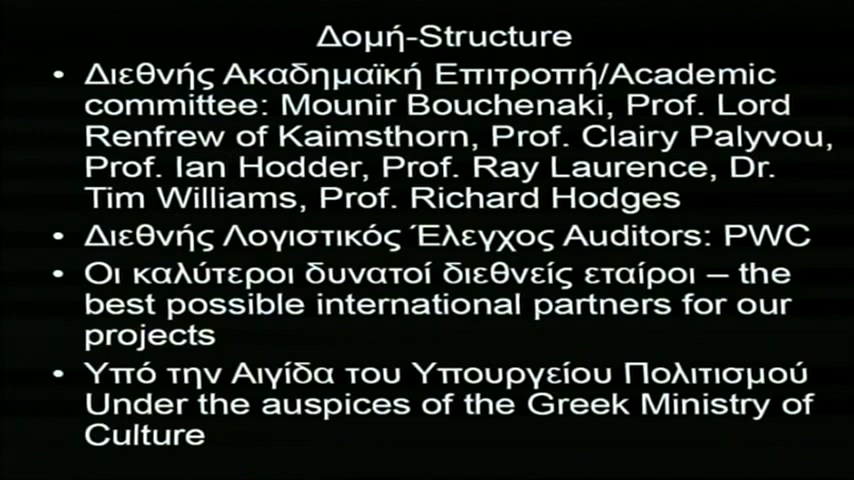 Δομή-Structure
• Διεθνής Ακαδημαϊκή Επιτροπή/Academic
committee: Mounir Bouchenaki, Prof. Lord
Renfrew of Kaimsthorn, Prof. Clairy Palyvou,
Prof. Ian Hodder, Prof. Ray Laurence, Dr.
Tim Williams, Prof. Richard Hodges
• Διεθνής Λογιστικός Έλεγχος Auditors: PWC
• Οι καλύτεροι δυνατοί διεθνείς εταίροι – the
best possible international partners for our
projects
• Υπό την Αιγίδα του Υπουργείου Πολιτισμού
Under the auspices of the Greek Ministry of
Culture